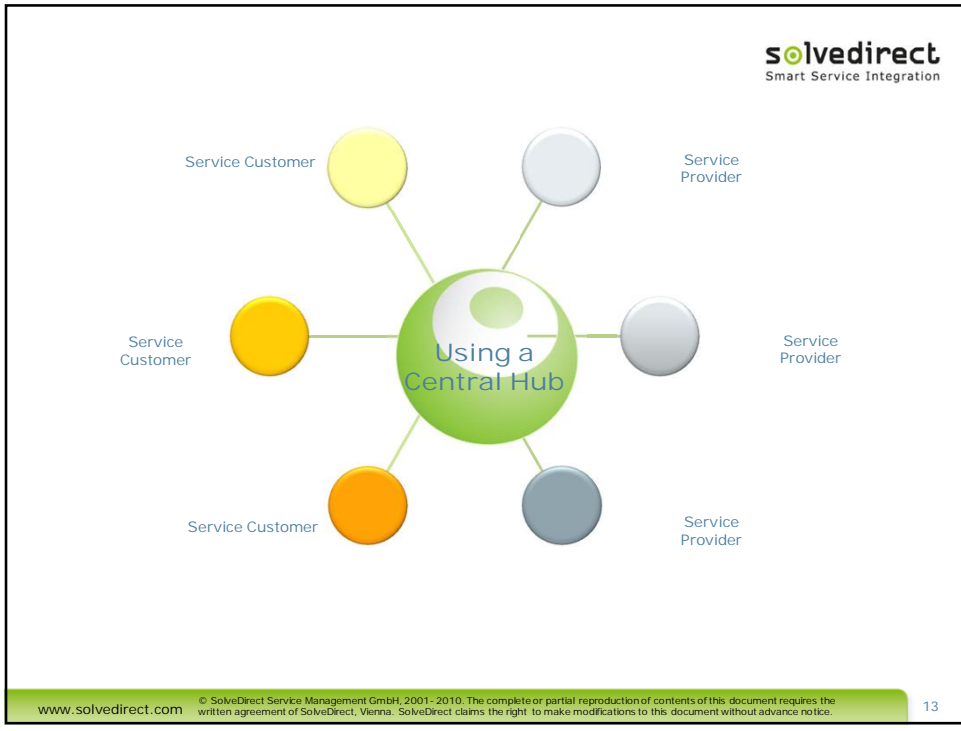 solvedirect
Smart Service Integration
Service Customer
Service
Provider
Service
Customer
Using a
Central Hub
Service
Provider
Service Customer
Service
Provider
www.solvedirect.com
© SolveDirect Service Management GmbH, 2001- 2010. The complete or partial reproduction of contents of this document requires the
written agreement of SolveDirect, Vienna. SolveDirect claims the right to make modifications to this document without advance notice.
13